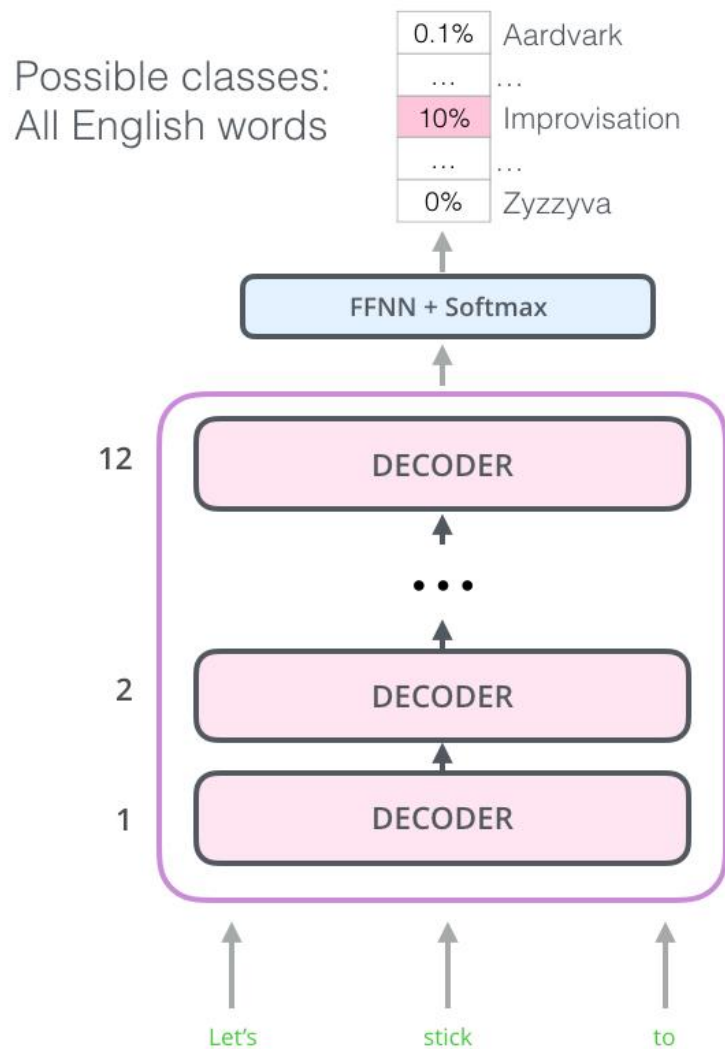 0.1% Aardvark
Possible classes:
... ...
All English words
10% Improvisation
... ...
0% Zyzzyva
FFNN + Softmax
12 DECODER
...
2 DECODER
1 DECODER
Let's stick to